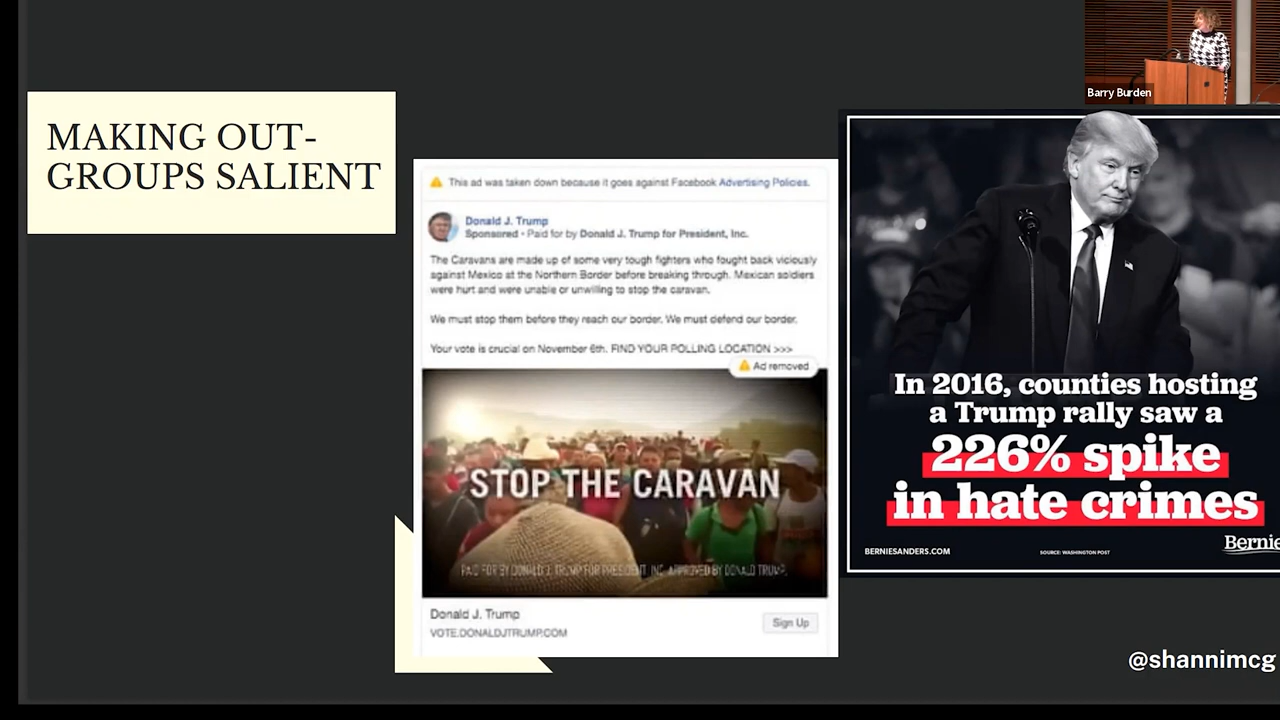 Barry Burden
MAKING OUT-
GROUPS SALIENT
This ad was taken down because it goes against Facebook Advertising Policies.
Donald J. Trump
Sponsored • Paid for by Donald J. Trump for President, Inc.
The Caravans are made up of some very tough fighters who fought back viciously
against Mexico at the Northern Border before breaking through. Mexican soldiers
were hurt and were unable or unwilling to stop the caravan.
We must stop them before they reach our border. We must defend our border.
Your vote is crucial on November 6th. FIND YOUR POLLING LOCATION >>>
Ad removed
STOP THE CARAVAN
PAID FOR BY DONALD J. TRUMP FOR PRESIDENT, INC. APPROVED BY DONALD TRUMP.
Donald J. Trump
VOTE.DONALDJTRUMP.COM
Sign Up
In 2016, counties hosting
a Trump rally saw a
226% spike
in hate crimes
BERNIESANDERS.COM
SOURCE: WASHINGTON POST
Bernie
@shannimcg